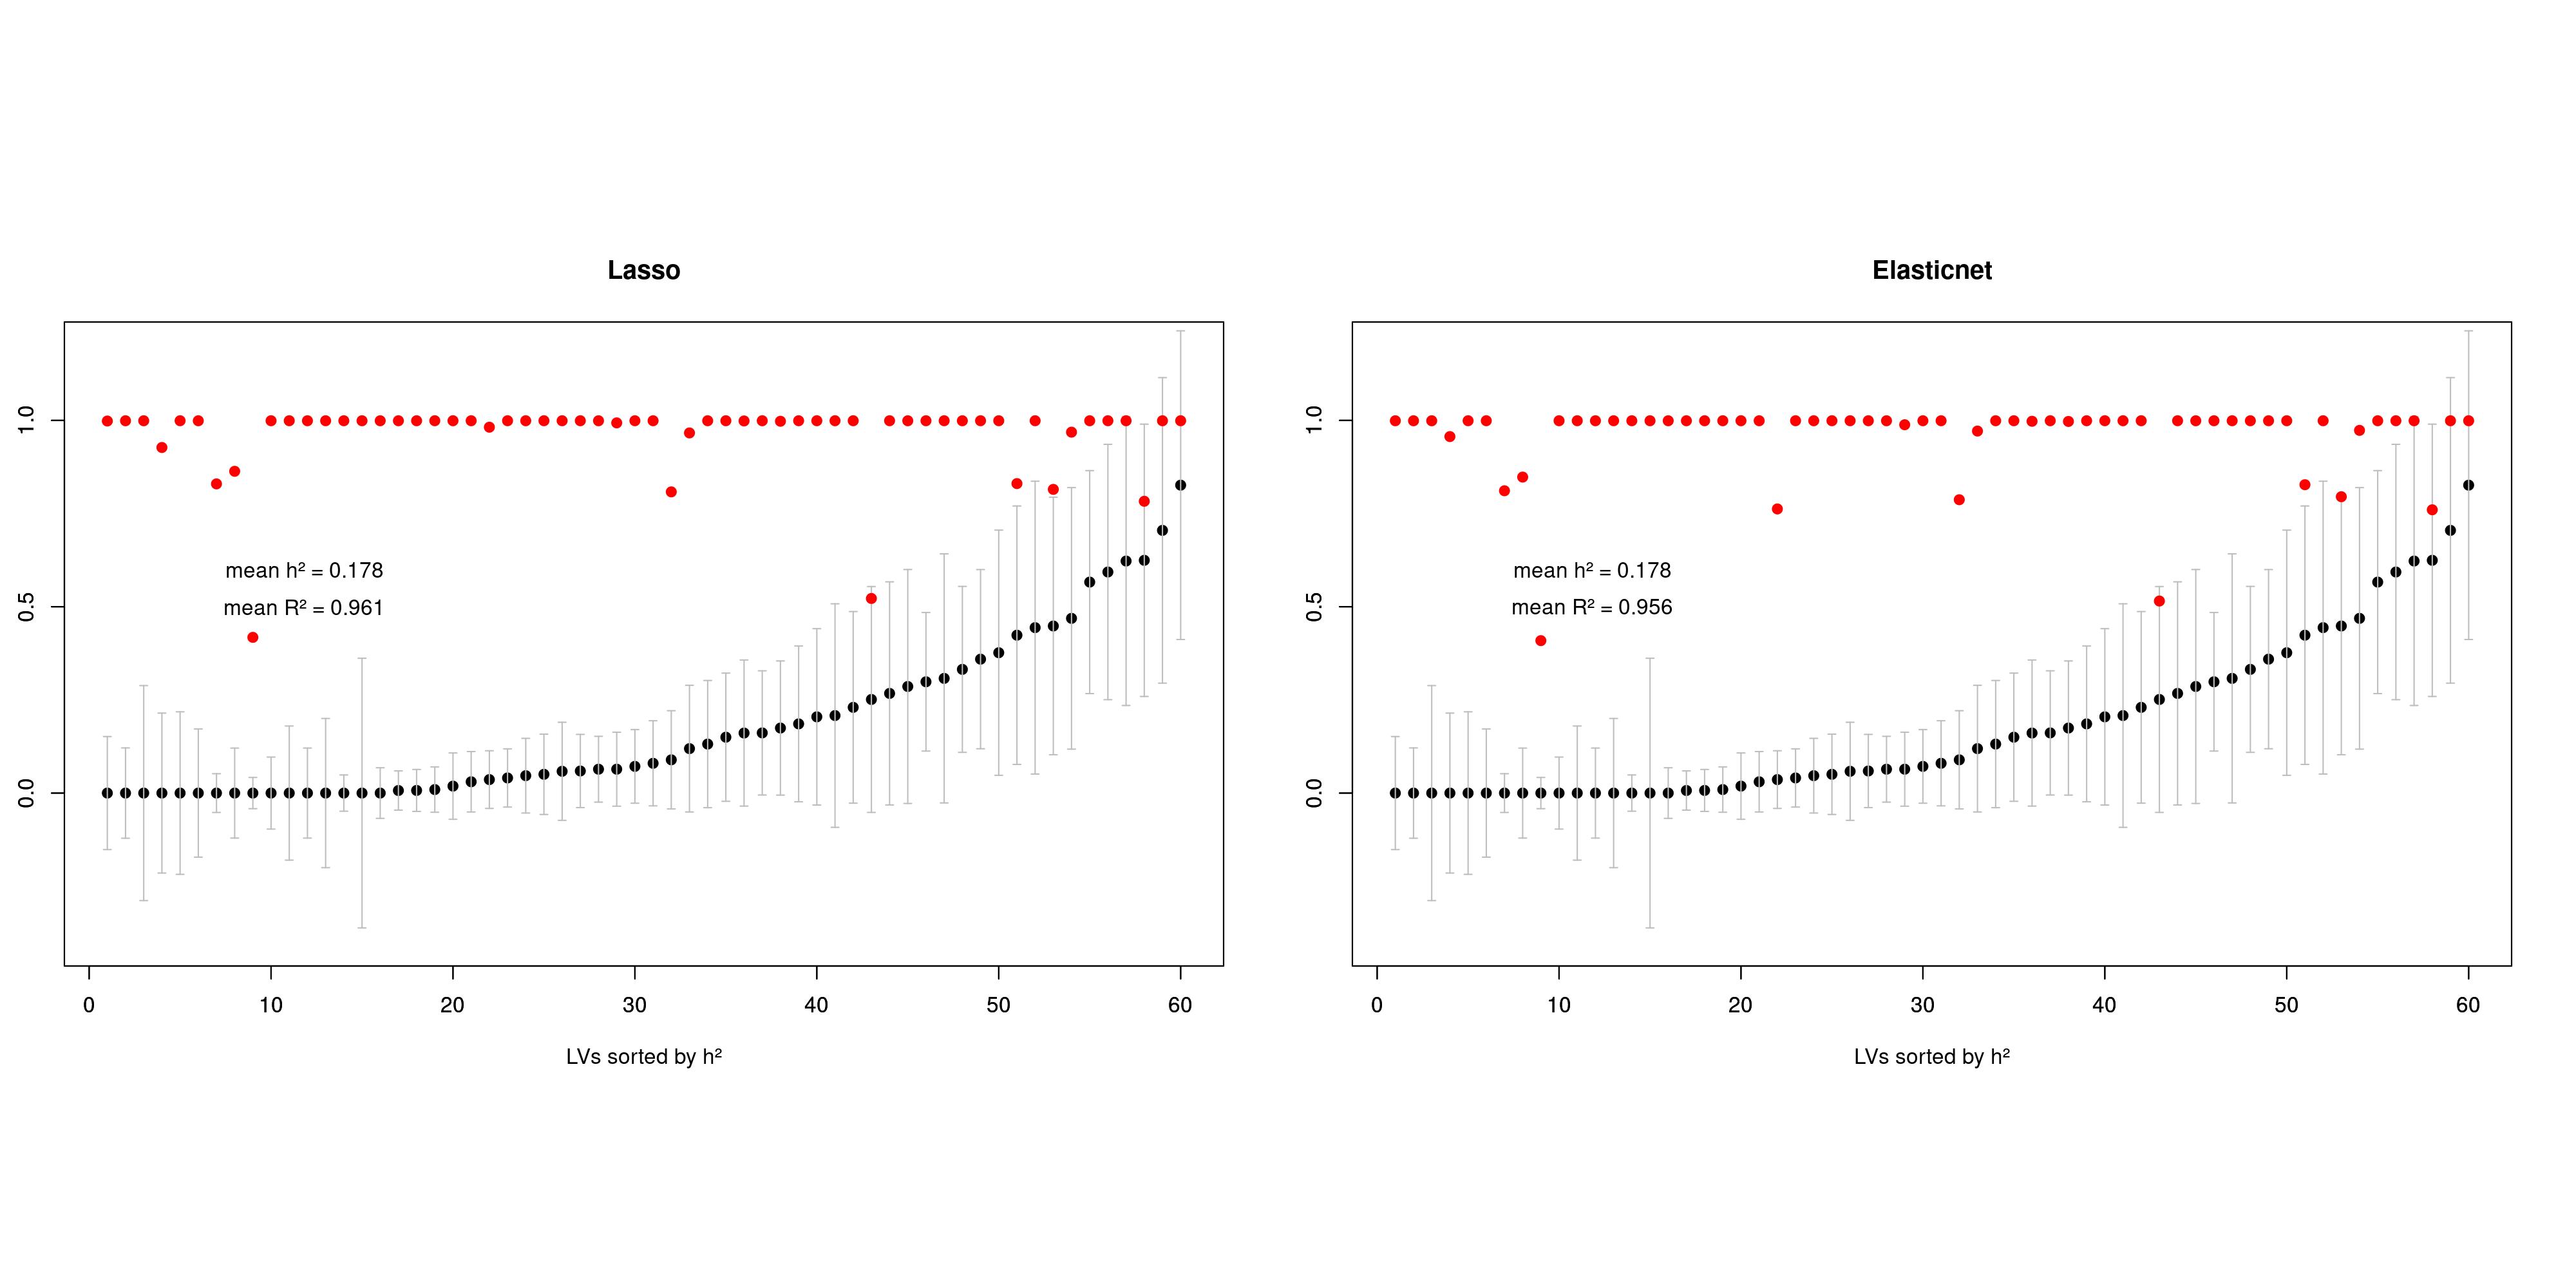 Lasso
1.0
0.5
0.0
mean h² = 0.178
mean R² = 0.961
0 10 20 30 40 50 60
LVs sorted by h²
Elasticnet
1.0
0.5
0.0
mean h² = 0.178
mean R² = 0.956
0 10 20 30 40 50 60
LVs sorted by h²